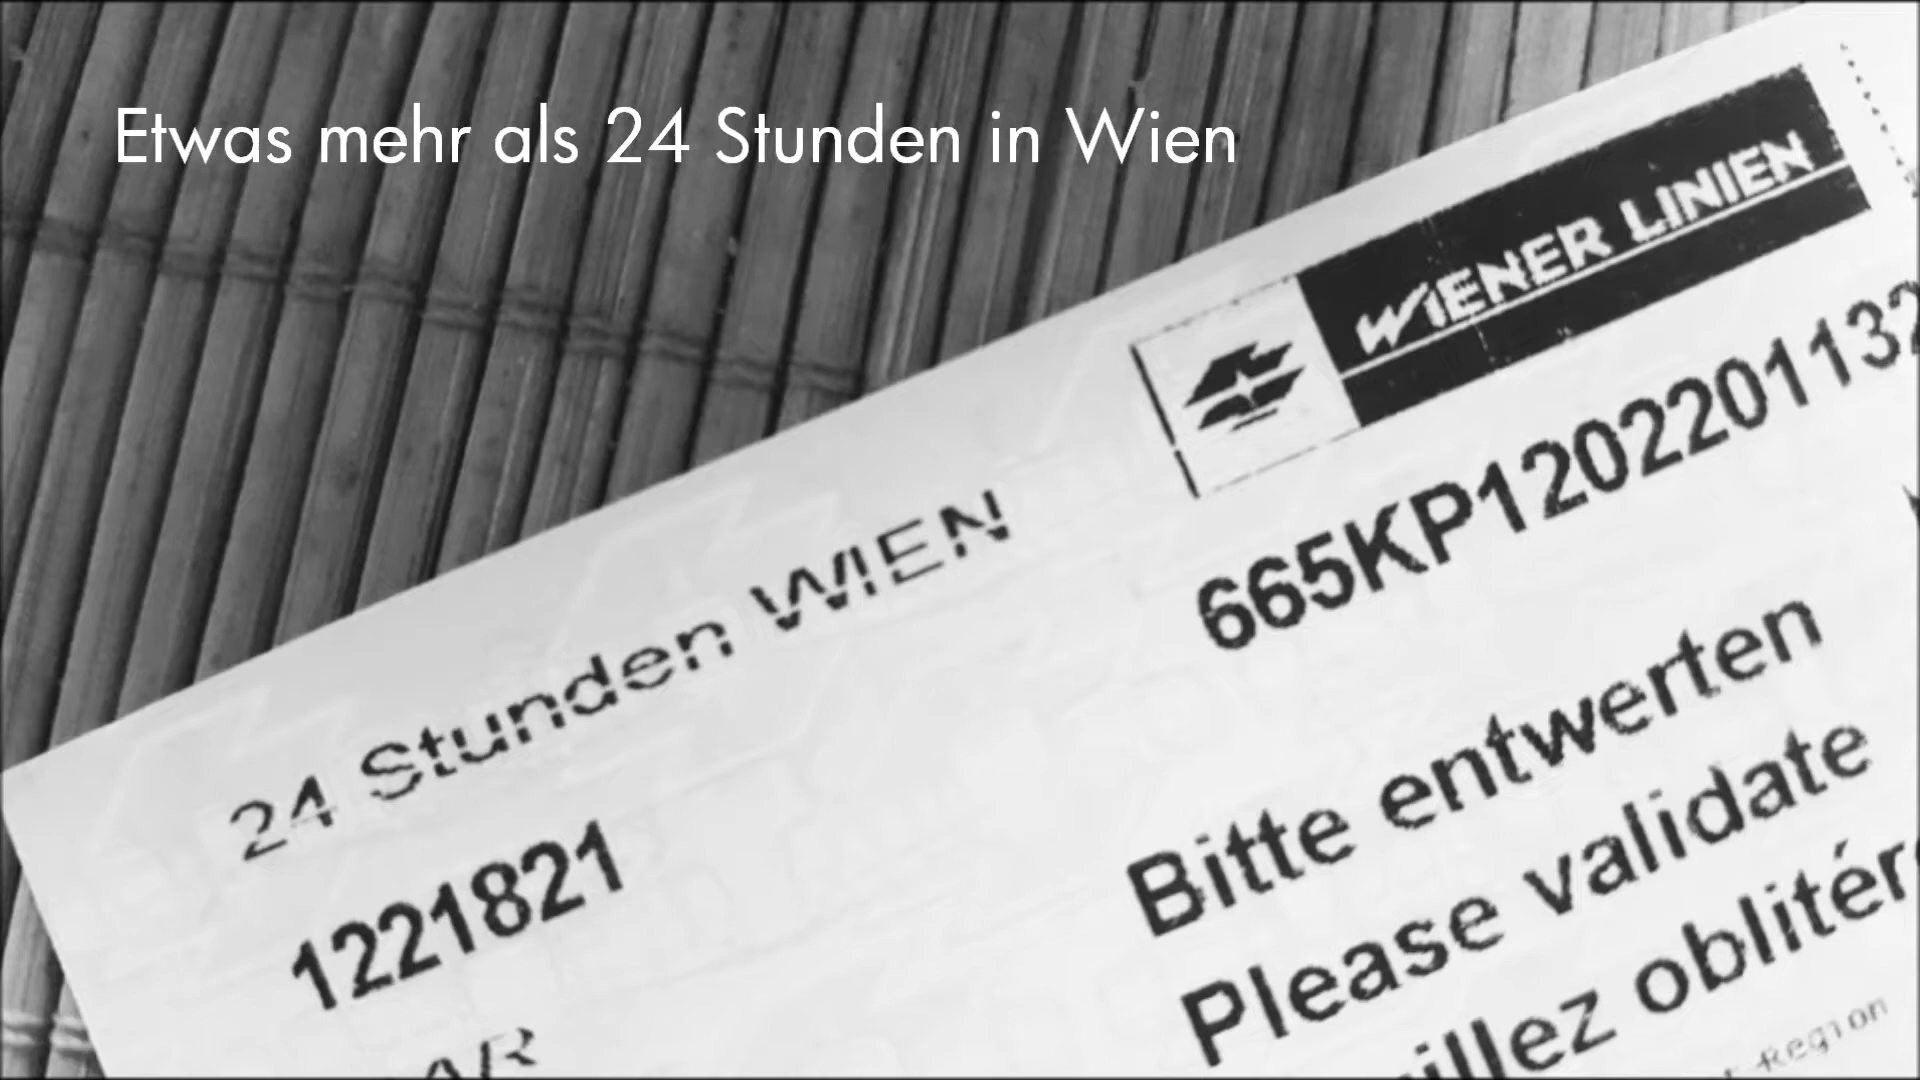 Etwas mehr als 24 Stunden in Wien
WIENER LINIEN
24 Stunden WIEN
665KP1202201132
1221821
Bitte entwerten
Please validate